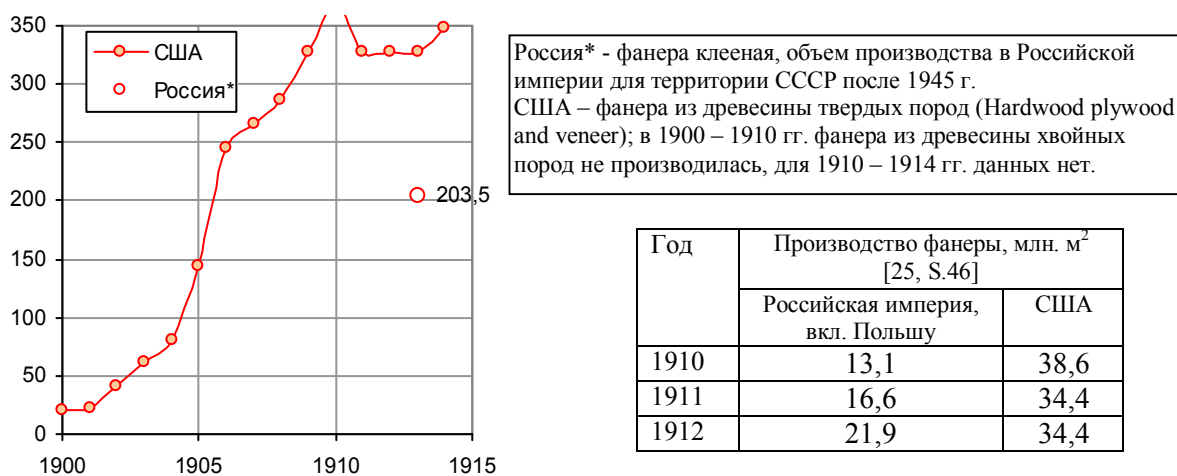 350
300
250
200
150
100
50
0
1900
1905
1910
1915
США
Россия*
203,5
Россия* - фанера клееная, объем производства в Российской
империи для территории СССР после 1945 г.
США – фанера из древесины твердых пород (Hardwood plywood
and veneer); в 1900 – 1910 гг. фанера из древесины хвойных
пород не производилась, для 1910 – 1914 гг. данных нет.
Год
Производство фанеры, млн. м²
[25, S.46]
Российская империя,
вкл. Польшу
США
1910 13,1 38,6
1911 16,6 34,4
1912 21,9 34,4